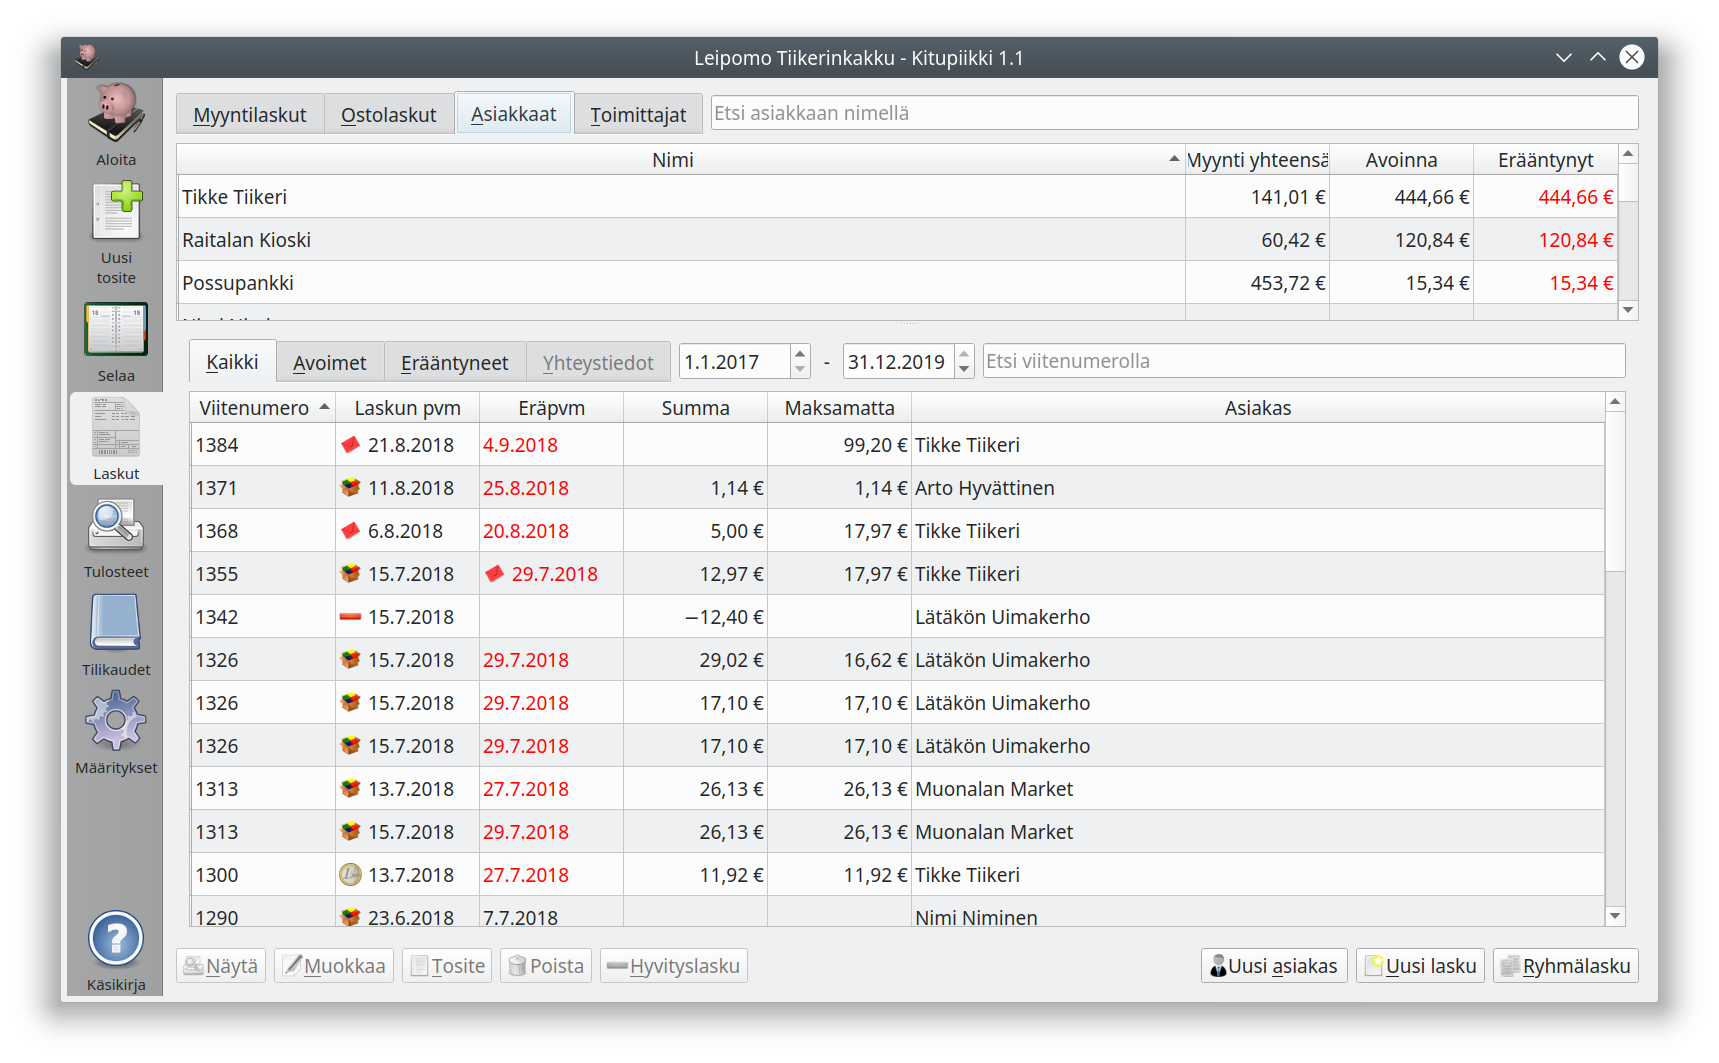 Leipomo Tiikerinkakku - Kitupiikki 1.1
Aloita
Uusi
tosite
Selaa
Laskut
Tulosteet
Tilikaudet
Määritykset
Käsikirja
Myyntilaskut Ostolaskut Asiakkaat Toimittajat Etsi asiakkaan nimellä
Nimi Myynti yhteensä Avoinna Erääntynyt
Tikke Tiikeri 141,01 € 444,66 € 444,66 €
Raitalan Kioski 60,42 € 120,84 € 120,84 €
Possupankki 453,72 € 15,34 € 15,34 €
Kaikki Avoimet Erääntyneet Yhteystiedot 1.1.2017 - 31.12.2019 Etsi viitenumerolla
Viitenumero Laskun pvm Eräpvm Summa Maksamatta Asiakas
1384 21.8.2018 4.9.2018 99,20 € Tikke Tiikeri
1371 11.8.2018 25.8.2018 1,14 € 1,14 € Arto Hyvättinen
1368 6.8.2018 20.8.2018 5,00 € 17,97 € Tikke Tiikeri
1355 15.7.2018 29.7.2018 12,97 € 17,97 € Tikke Tiikeri
1342 15.7.2018 −12,40 € Lätäkön Uimakerho
1326 15.7.2018 29.7.2018 29,02 € 16,62 € Lätäkön Uimakerho
1326 15.7.2018 29.7.2018 17,10 € 17,10 € Lätäkön Uimakerho
1326 15.7.2018 29.7.2018 17,10 € 17,10 € Lätäkön Uimakerho
1313 13.7.2018 27.7.2018 26,13 € 26,13 € Muonalan Market
1313 15.7.2018 29.7.2018 26,13 € 26,13 € Muonalan Market
1300 13.7.2018 27.7.2018 11,92 € 11,92 € Tikke Tiikeri
1290 23.6.2018 7.7.2018 Nimi Niminen
Näytä Muokkaa Tosite Poista Hyvityslasku Uusi asiakas Uusi lasku Ryhmälasku